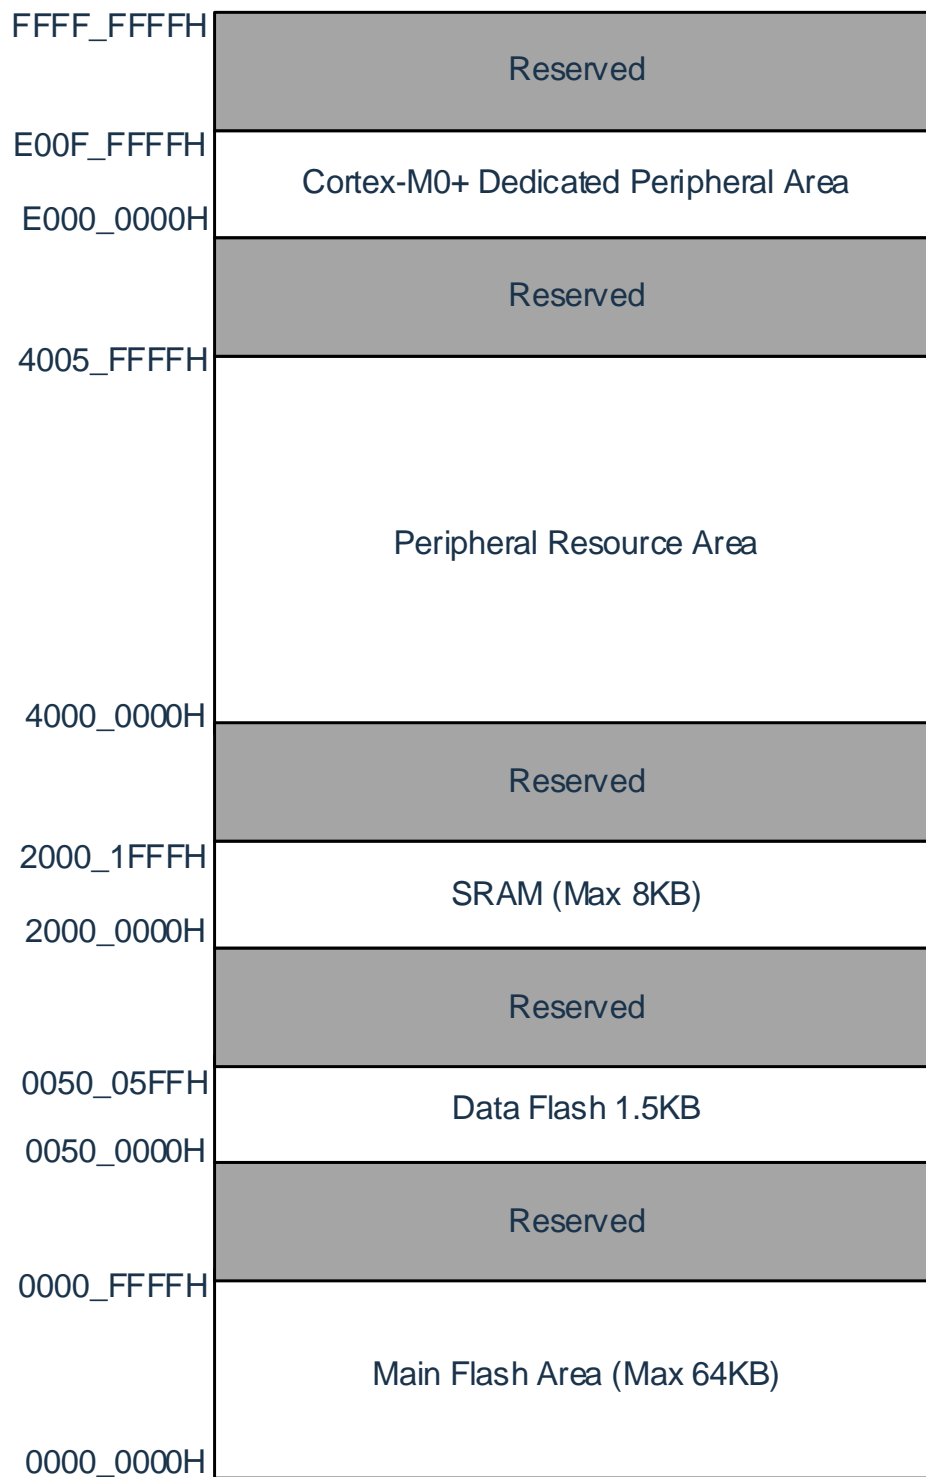 FFFF_FFFFH
Reserved
E00F_FFFFH
Cortex-M0+ Dedicated Peripheral Area
E000_0000H
Reserved
4005_FFFFH
Peripheral Resource Area
4000_0000H
Reserved
2000_1FFFH
SRAM (Max 8KB)
2000_0000H
Reserved
0050_05FFH
Data Flash 1.5KB
0050_0000H
Reserved
0000_FFFFH
Main Flash Area (Max 64KB)
0000_0000H